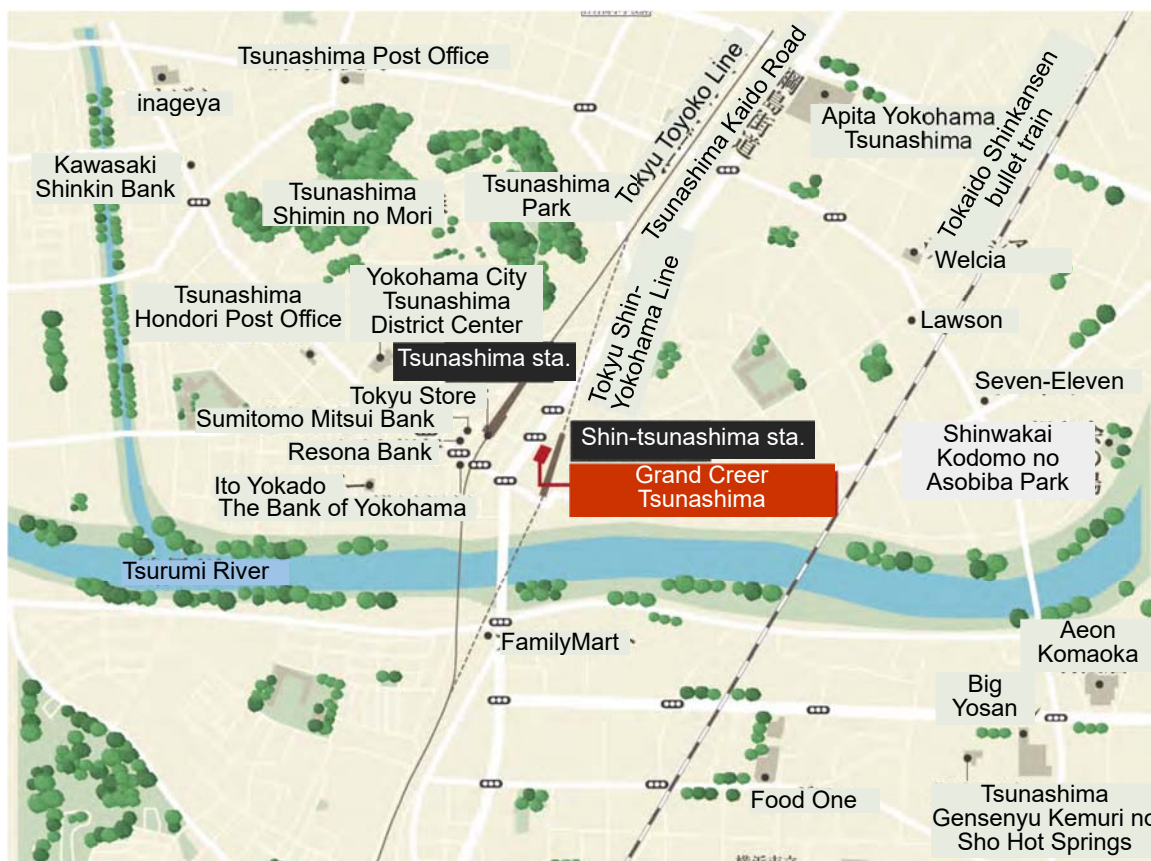 Tsunashima Post Office
inageya
Kawasaki
Shinkin Bank
Tsunashima
Shimin no Mori
Tsunashima
Park
Tokyu Toyoko Line
Tsunashima Kaido Road
綱島街道
Apita Yokohama
Tsunashima
Tokaido Shinkansen
bullet train
Welcia
Tsunashima
Hondori Post Office
Yokohama City
Tsunashima
District Center
Tokyu Shin-
Yokohama Line
Lawson
Tsunashima sta.
Seven-Eleven
Tokyu Store
Sumitomo Mitsui Bank
Resona Bank
Shin-tsunashima sta.
Shinwakai
Kodomo no
Asobiba Park
Grand Creer
Tsunashima
Ito Yokado
The Bank of Yokohama
Tsurumi River
FamilyMart
Aeon
Komaoka
Big
Yosan
Food One
Tsunashima
Gensenyu Kemuri no
Sho Hot Springs